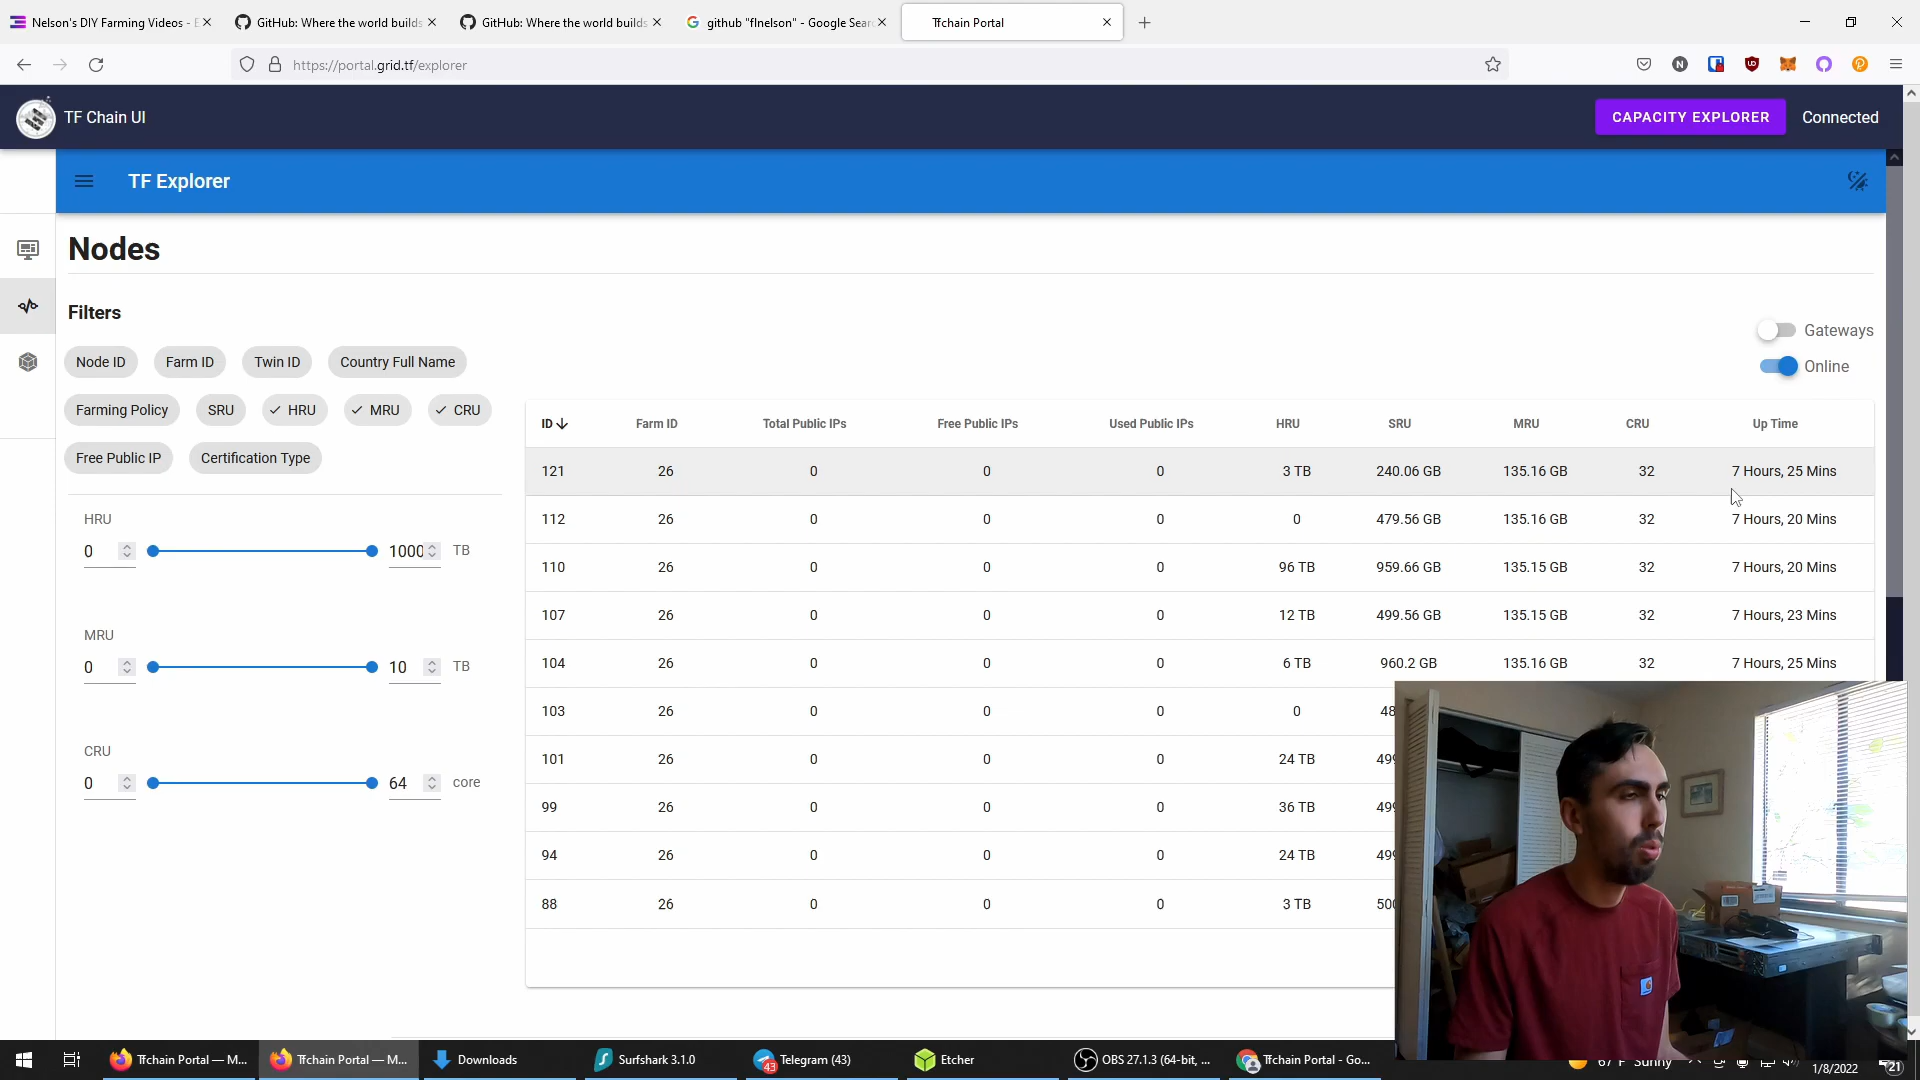 Nelson's DIY Farming Videos - E
GitHub: Where the world builds
GitHub: Where the world builds
github "flnelson" - Google Sear
Tfchain Portal
https://portal.grid.tf/explorer
TF Chain UI
CAPACITY EXPLORER
Connected
TF Explorer
Nodes
Filters
Gateways
Online
Node ID Farm ID Twin ID Country Full Name
Farming Policy SRU HRU MRU CRU
Free Public IP Certification Type
HRU
0 1000 TB
MRU
0 10 TB
CRU
0 64 core
ID Farm ID Total Public IPs Free Public IPs Used Public IPs HRU SRU MRU CRU Up Time
121 26 0 0 0 3 TB 240.06 GB 135.16 GB 32 7 Hours, 25 Mins
112 26 0 0 0 0 479.56 GB 135.16 GB 32 7 Hours, 20 Mins
110 26 0 0 0 96 TB 959.66 GB 135.15 GB 32 7 Hours, 20 Mins
107 26 0 0 0 12 TB 499.56 GB 135.15 GB 32 7 Hours, 23 Mins
104 26 0 0 0 6 TB 960.2 GB 135.16 GB 32 7 Hours, 25 Mins
103 26 0 0 0 0 48
101 26 0 0 0 24 TB 499
99 26 0 0 0 36 TB 499
94 26 0 0 0 24 TB 499
88 26 0 0 0 3 TB 500
Tfchain Portal — M...
Tfchain Portal — M...
Downloads
Surfshark 3.1.0
43
Telegram (43)
Etcher
OBS 27.1.3 (64-bit, ...
Tfchain Portal - Go...
67°F Sunny
1/8/2022
21